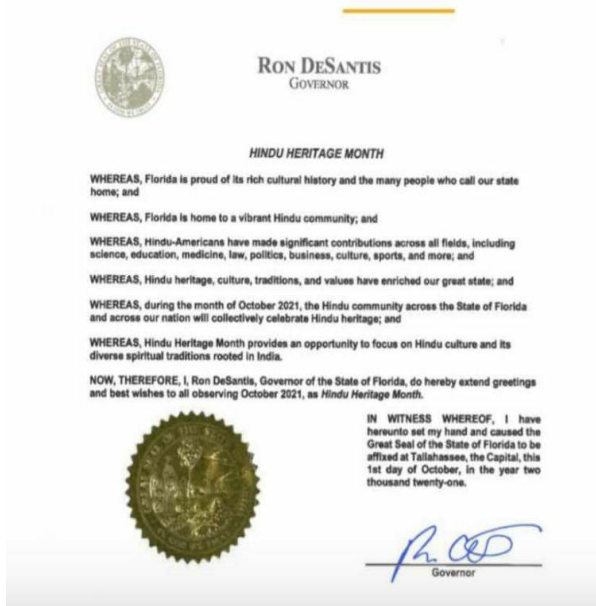 RON DESANTIS
GOVERNOR
HINDU HERITAGE MONTH
WHEREAS, Florida is proud of its rich cultural history and the many people who call our state
home; and
WHEREAS, Florida is home to a vibrant Hindu community; and
WHEREAS, Hindu-Americans have made significant contributions across all fields, including
science, education, medicine, law, politics, business, culture, sports, and more; and
WHEREAS, Hindu heritage, culture, traditions, and values have enriched our great state; and
WHEREAS, during the month of October 2021, the Hindu community across the State of Florida
and across our nation will collectively celebrate Hindu heritage; and
WHEREAS, Hindu Heritage Month provides an opportunity to focus on Hindu culture and its
diverse spiritual traditions rooted in India.
NOW, THEREFORE, I, Ron DeSantis, Governor of the State of Florida, do hereby extend greetings
and best wishes to all observing October 2021, as Hindu Heritage Month.
IN WITNESS WHEREOF, I have
hereunto set my hand and caused the
Great Seal of the State of Florida to be
affixed at Tallahassee, the Capital, this
1st day of October, in the year two
thousand twenty-one.
Governor